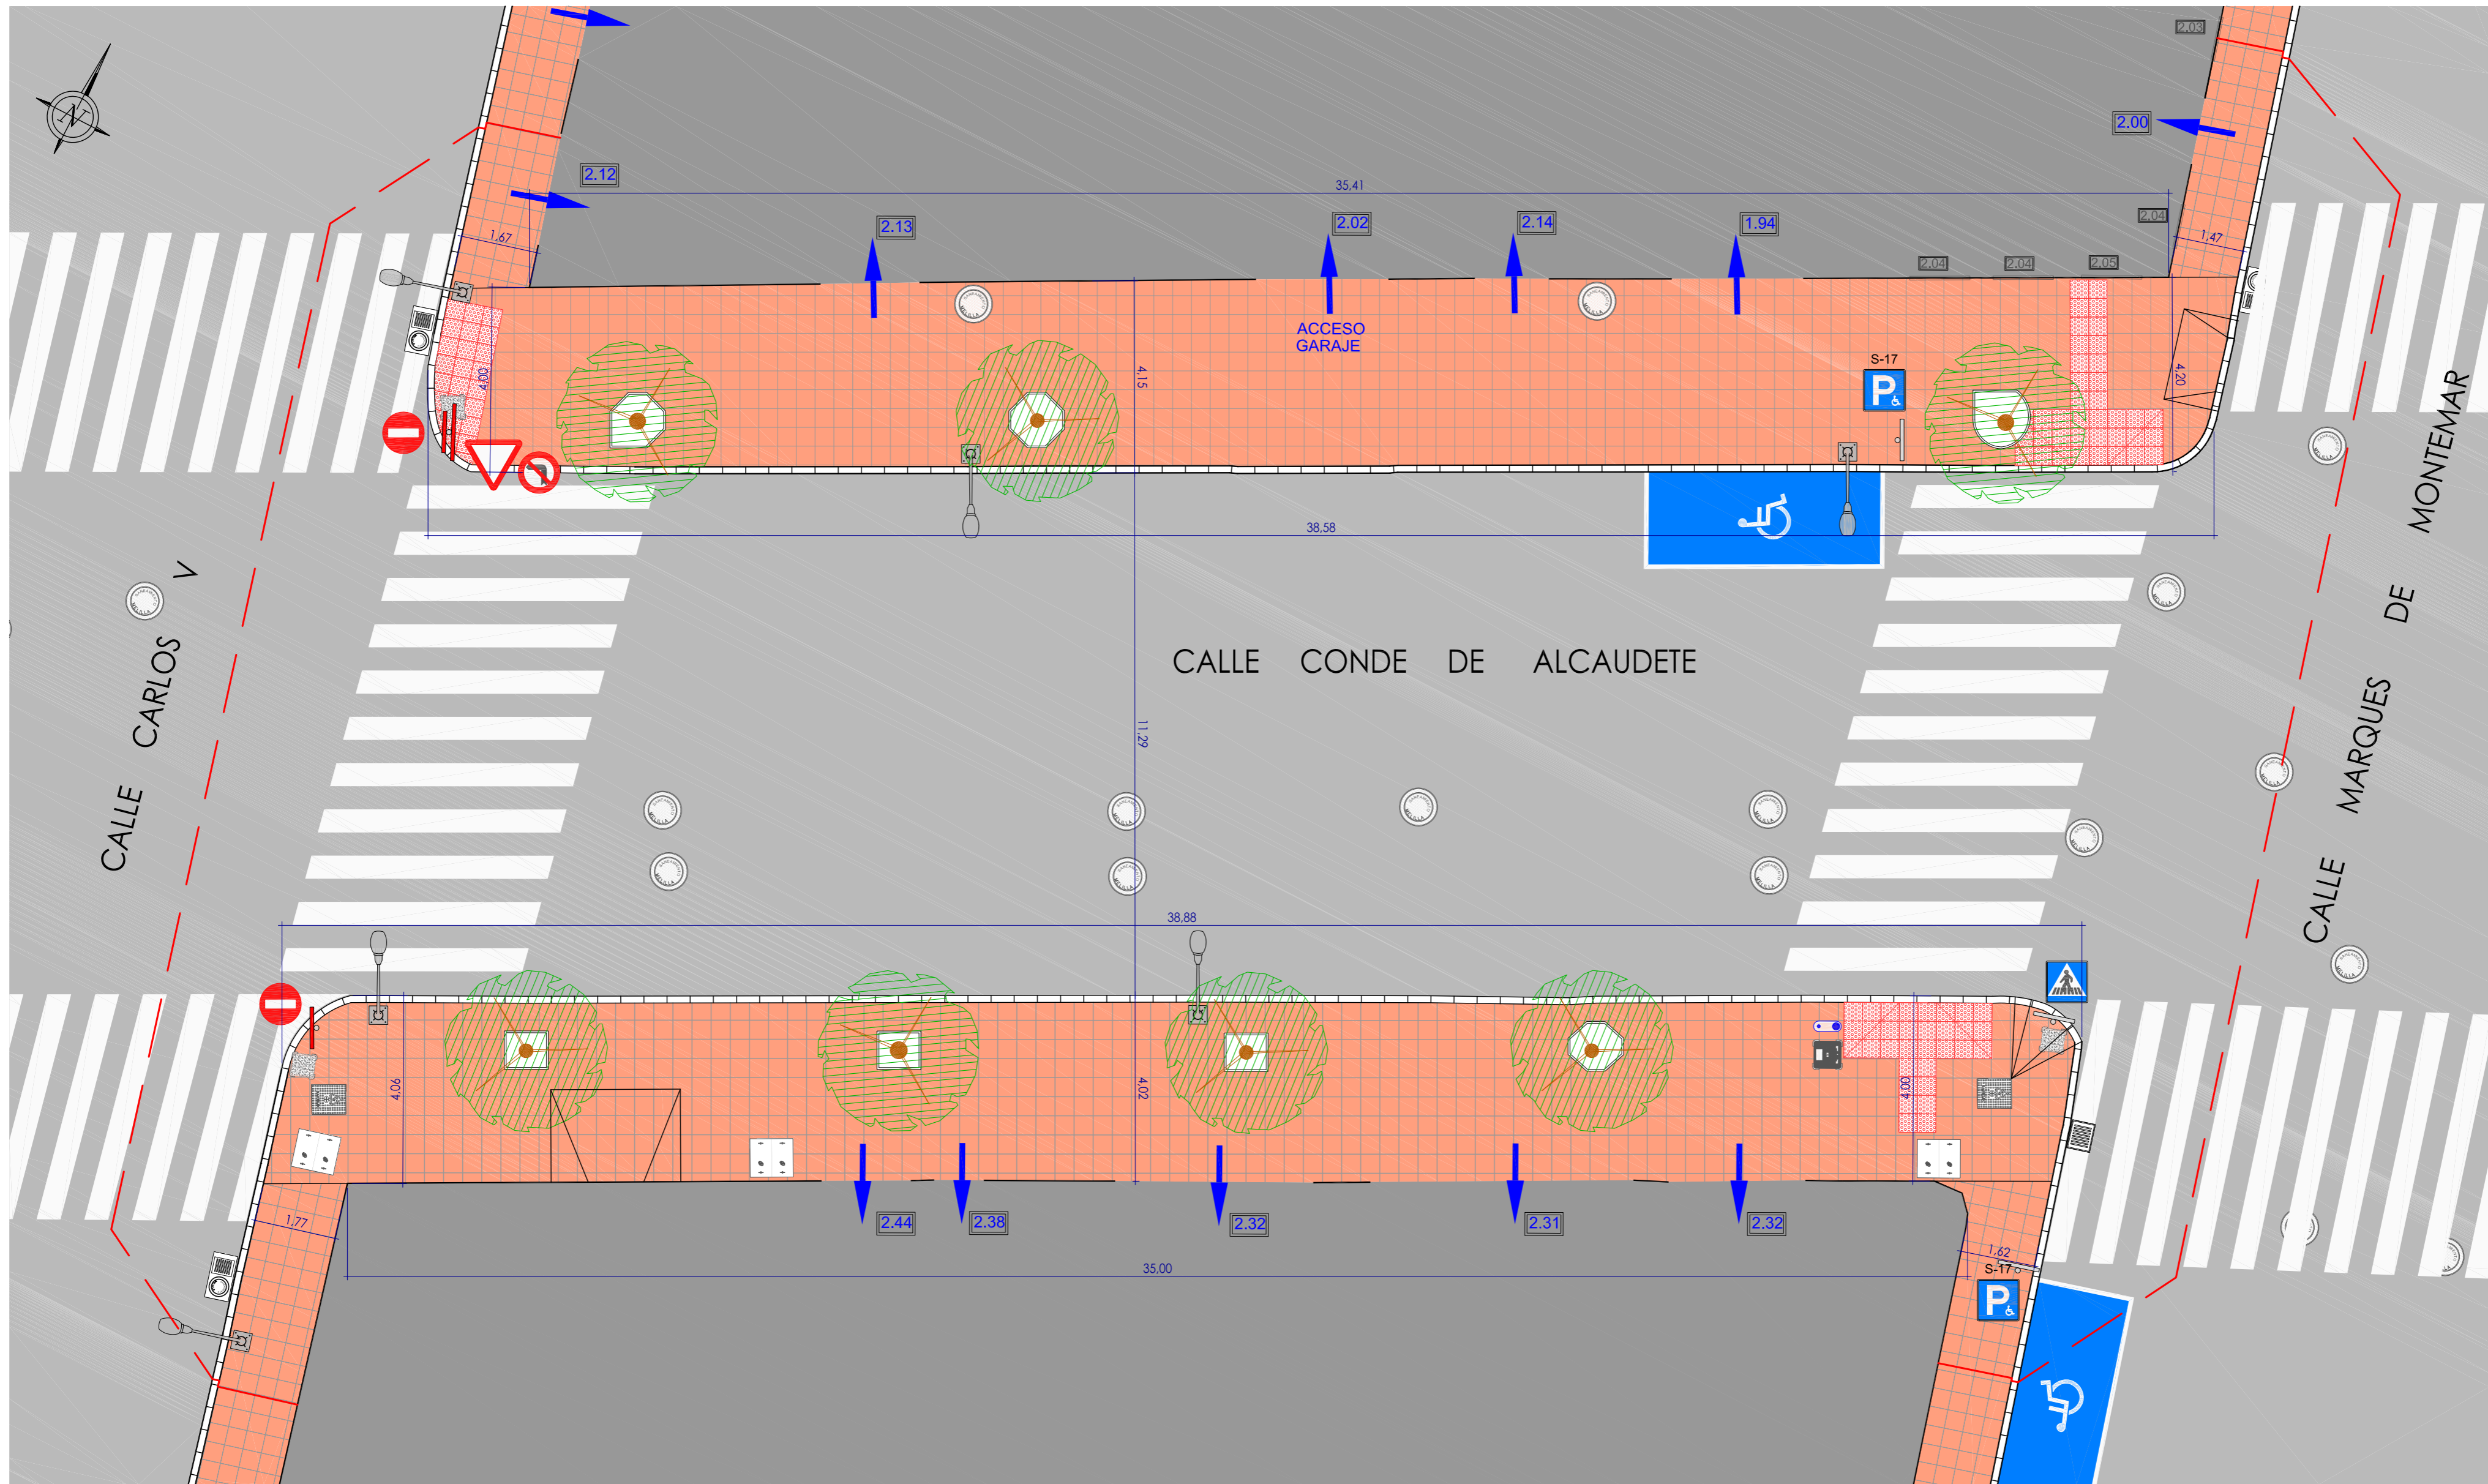 N
2.03
2.00
2.12
35,41
2.13
2.02
2.14
1.94
2.04
1,67
1,47
2.04
2.04
2.05
ACCESO
GARAJE
S-17
P
4,00
4,15
4,20
38,58
CALLE CARLOS V
CALLE CONDE DE ALCAUDETE
CALLE MARQUES DE MONTEMAR
11,29
38,88
4,06
4,02
4,00
2.44
2.38
2.32
2.31
2.32
1,77
1,62
35,00
S-17
P
SANEAMIENTO
MELILLA